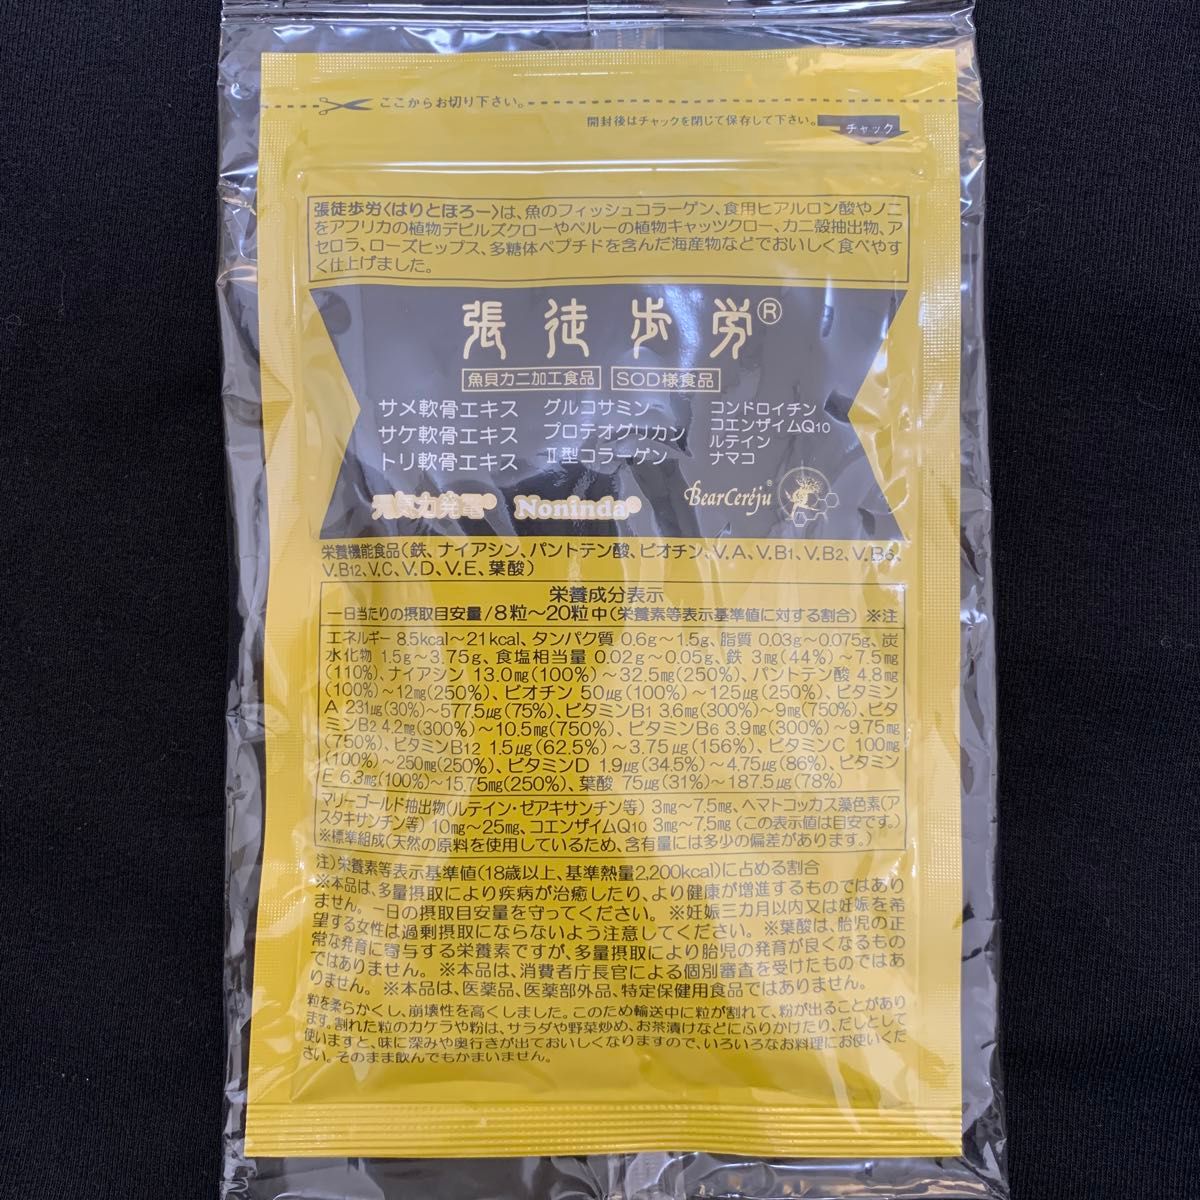 ここからお切り下さい。
開封後はチャックを閉じて保存して下さい。
チャック
張徒歩労〈はりとほろー〉は、魚のフィッシュコラーゲン、食用ヒアルロン酸やノニ
をアフリカの植物デビルズクローやペルーの植物キャッツクロー、カニ殻抽出物、ア
セロラ、ローズヒップス、多糖体ペプチドを含んだ海産物などでおいしく食べやす
く仕上げました。
張徒歩労®
魚貝カニ加工食品 SOD様食品
サメ軟骨エキス グルコサミン コンドロイチン
サケ軟骨エキス プロテオグリカン コエンザイムQ10
トリ軟骨エキス Ⅱ型コラーゲン ルテイン
ナマコ
元気力発電® Noninda® BearCeréju®
栄養機能食品(鉄、ナイアシン、パントテン酸、ビオチン、V.A、V.B1、V.B2、V.B6、
V.B12、V.C、V.D、V.E、葉酸)
栄養成分表示
一日当たりの摂取目安量/8粒〜20粒中(栄養素等表示基準値に対する割合) ※注
エネルギー 8.5kcal〜21kcal、タンパク質 0.6g〜1.5g、脂質 0.03g〜0.075g、炭
水化物 1.5g〜3.75g、食塩相当量 0.02g〜0.05g、鉄 3mg(44%)〜7.5mg
(110%)、ナイアシン 13.0mg(100%)〜32.5mg(250%)、パントテン酸 4.8mg
(100%)〜12mg(250%)、ビオチン 50μg(100%)〜125μg(250%)、ビタミン
A 231μg(30%)〜577.5μg(75%)、ビタミンB1 3.6mg(300%)〜9mg(750%)、ビタ
ミンB2 4.2mg(300%)〜10.5mg(750%)、ビタミンB6 3.9mg(300%)〜9.75mg
(750%)、ビタミンB12 1.5μg(62.5%)〜3.75μg(156%)、ビタミンC 100mg
(100%)〜250mg(250%)、ビタミンD 1.9μg(34.5%)〜4.75μg(86%)、ビタミン
E 6.3mg(100%)〜15.75mg(250%)、葉酸 75μg(31%)〜187.5μg(78%)
マリーゴールド抽出物(ルテイン・ゼアキサンチン等) 3mg〜7.5mg、ヘマトコッカス藻色素(ア
スタキサンチン等) 10mg〜25mg、コエンザイムQ10 3mg〜7.5mg (この表示値は目安です。)
※標準組成(天然の原料を使用しているため、含有量には多少の偏差があります。)
注)栄養素等表示基準値(18歳以上、基準熱量2,200kcal)に占める割合
※本品は、多量摂取により疾病が治癒したり、より健康が増進するものではあり
ません。一日の摂取目安量を守ってください。※妊娠三カ月以内又は妊娠を希
望する女性は過剰摂取にならないよう注意してください。※葉酸は、胎児の正
常な発育に寄与する栄養素ですが、多量摂取により胎児の発育が良くなるもの
ではありません。※本品は、消費者庁長官による個別審査を受けたものではあ
りません。※本品は、医薬品、医薬部外品、特定保健用食品ではありません。
粒を柔らかくし、崩壊性を高くしました。このため輸送中に粒が割れて、粉が出ることがあり
ます。割れた粒のカケラや粉は、サラダや野菜炒め、お茶漬けなどにふりかけたり、だしとして
使いますと、味に深みや奥行きが出ておいしくなりますので、いろいろなお料理にお使いくだ
さい。そのまま飲んでもかまいません。